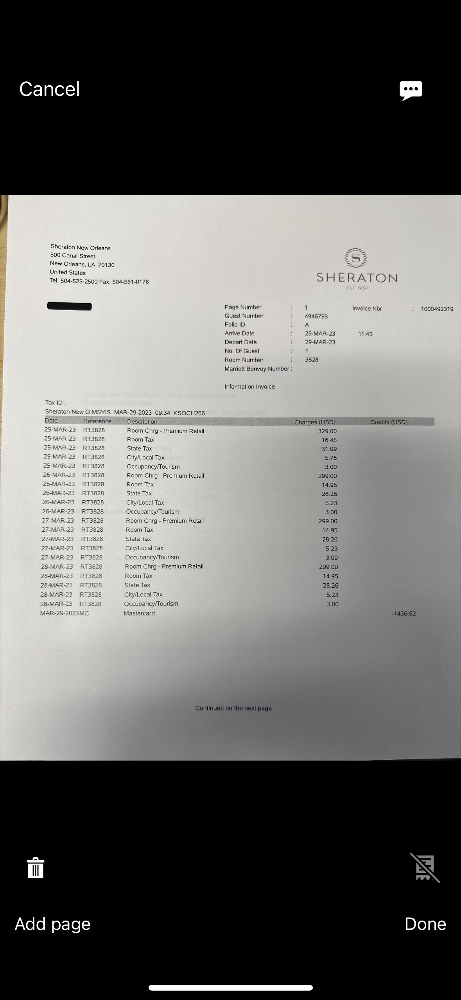 Cancel
Sheraton New Orleans
500 Canal Street
New Orleans, LA 70130
United States
Tel: 504-525-2500 Fax: 504-561-0178
S
SHERATON
EST. 1937
Page Number : 1 Invoice Nbr : 1000492319
Guest Number : 4946755
Folio ID : A
Arrive Date : 25-MAR-23 11:45
Depart Date : 29-MAR-23
No. Of Guest : 1
Room Number : 3828
Marriott Bonvoy Number :
Information Invoice
Tax ID :
Sheraton New O MSYIS MAR-29-2023 09:34 KSOCH266
Date Reference Description Charges (USD) Credits (USD)
25-MAR-23 RT3828 Room Chrg - Premium Retail 329.00
25-MAR-23 RT3828 Room Tax 16.45
25-MAR-23 RT3828 State Tax 31.09
25-MAR-23 RT3828 City/Local Tax 5.76
25-MAR-23 RT3828 Occupancy/Tourism 3.00
26-MAR-23 RT3828 Room Chrg - Premium Retail 299.00
26-MAR-23 RT3828 Room Tax 14.95
26-MAR-23 RT3828 State Tax 28.26
26-MAR-23 RT3828 City/Local Tax 5.23
26-MAR-23 RT3828 Occupancy/Tourism 3.00
27-MAR-23 RT3828 Room Chrg - Premium Retail 299.00
27-MAR-23 RT3828 Room Tax 14.95
27-MAR-23 RT3828 State Tax 28.26
27-MAR-23 RT3828 City/Local Tax 5.23
27-MAR-23 RT3828 Occupancy/Tourism 3.00
28-MAR-23 RT3828 Room Chrg - Premium Retail 299.00
28-MAR-23 RT3828 Room Tax 14.95
28-MAR-23 RT3828 State Tax 28.26
28-MAR-23 RT3828 City/Local Tax 5.23
28-MAR-23 RT3828 Occupancy/Tourism 3.00
MAR-29-2023 MC Mastercard -1436.62
Continued on the next page
Add page
Done